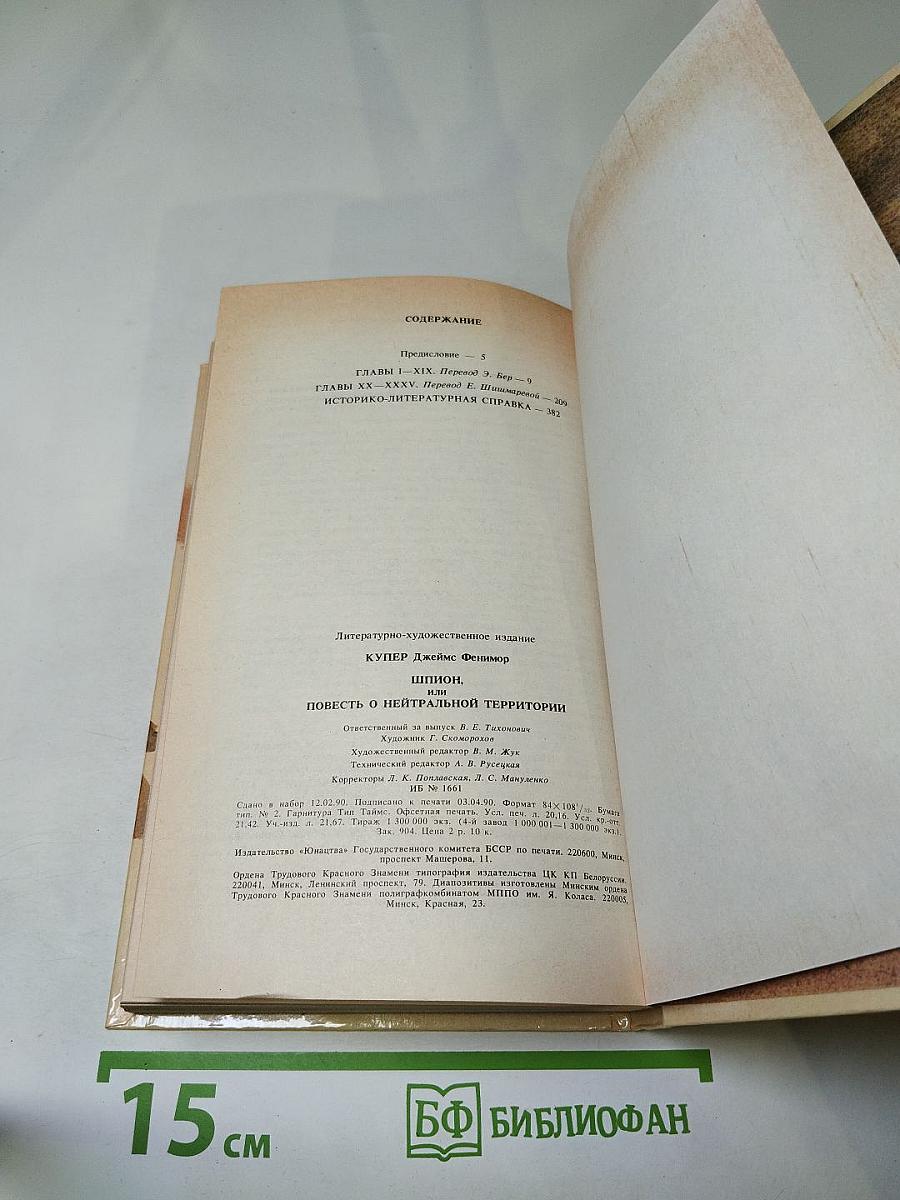 СОДЕРЖАНИЕ
Предисловие — 5
ГЛАВЫ I—XIX. Перевод Э. Бер — 9
ГЛАВЫ XX—XXXV. Перевод Е. Шишмаревой — 209
ИСТОРИКО-ЛИТЕРАТУРНАЯ СПРАВКА — 382
Литературно-художественное издание
КУПЕР Джеймс Фенимор
ШПИОН,
или
ПОВЕСТЬ О НЕЙТРАЛЬНОЙ ТЕРРИТОРИИ
Ответственный за выпуск В. Е. Тихонович
Художник Г. Скоморохов
Художественный редактор В. М. Жук
Технический редактор А. В. Русецкая
Корректоры Л. К. Поплавская, Л. С. Мануленко
ИБ № 1661
Сдано в набор 12.02.90. Подписано к печати 03.04.90. Формат 84×108¹/₃₂. Бумага
тип. № 2. Гарнитура Тип Таймс. Офсетная печать. Усл. печ. л. 20,16. Усл. кр.-отт.
21,42. Уч.-изд. л. 21,67. Тираж 1 300 000 экз. (4-й завод 1 000 001—1 300 000 экз.).
Зак. 904. Цена 2 р. 10 к.
Издательство «Юнацтва» Государственного комитета БССР по печати. 220600, Минск,
проспект Машерова, 11.
Ордена Трудового Красного Знамени типография издательства ЦК КП Белоруссии.
220041, Минск, Ленинский проспект, 79. Диапозитивы изготовлены Минским ордена
Трудового Красного Знамени полиграфкомбинатом МППО им. Я. Коласа. 220005,
Минск, Красная, 23.
15 см
БФ БИБЛИОФАН